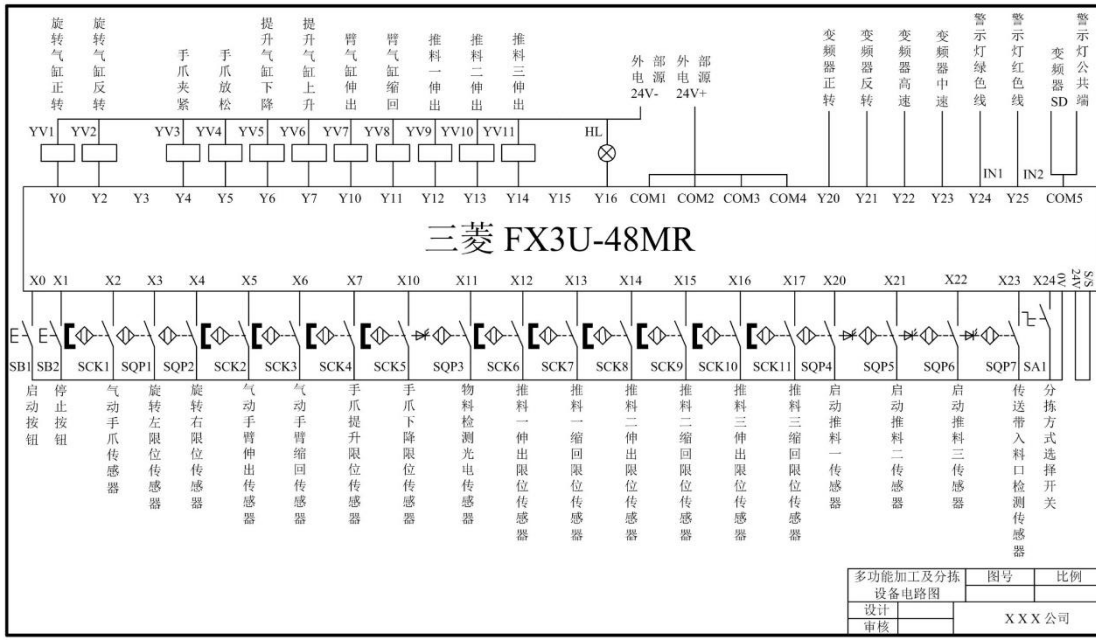 旋转气缸正转
旋转气缸反转
手爪夹紧
手爪放松
提升气缸下降
提升气缸上升
臂气缸伸出
臂气缸缩回
推料一伸出
推料二伸出
推料三伸出
外部电源24V-
外部电源24V+
变频器正转
变频器反转
变频器高速
变频器中速
警示灯绿色线
警示灯红色线
变频器SD
警示灯公共端
YV1 YV2 YV3 YV4 YV5 YV6 YV7 YV8 YV9 YV10 YV11 HL
IN1 IN2
Y0 Y2 Y3 Y4 Y5 Y6 Y7 Y10 Y11 Y12 Y13 Y14 Y15 Y16 COM1 COM2 COM3 COM4 Y20 Y21 Y22 Y23 Y24 Y25 COM5
三菱 FX3U-48MR
X0 X1 X2 X3 X4 X5 X6 X7 X10 X11 X12 X13 X14 X15 X16 X17 X20 X21 X22 X23 X24 0V 24V S/S
SB1 SB2 SCK1 SQP1 SQP2 SCK2 SCK3 SCK4 SCK5 SQP3 SCK6 SCK7 SCK8 SCK9 SCK10 SCK11 SQP4 SQP5 SQP6 SQP7 SA1
启动按钮
停止按钮
气动手爪传感器
旋转左限位传感器
旋转右限位传感器
气动手臂伸出传感器
气动手臂缩回传感器
手爪提升限位传感器
手爪下降限位传感器
物料检测光电传感器
推料一伸出限位传感器
推料一缩回限位传感器
推料二伸出限位传感器
推料二缩回限位传感器
推料三伸出限位传感器
推料三缩回限位传感器
启动推料一传感器
启动推料二传感器
启动推料三传感器
传送带入料口检测传感器
分拣方式选择开关
多功能加工及分拣
设备电路图
图号
比例
设计
审核
XXX公司